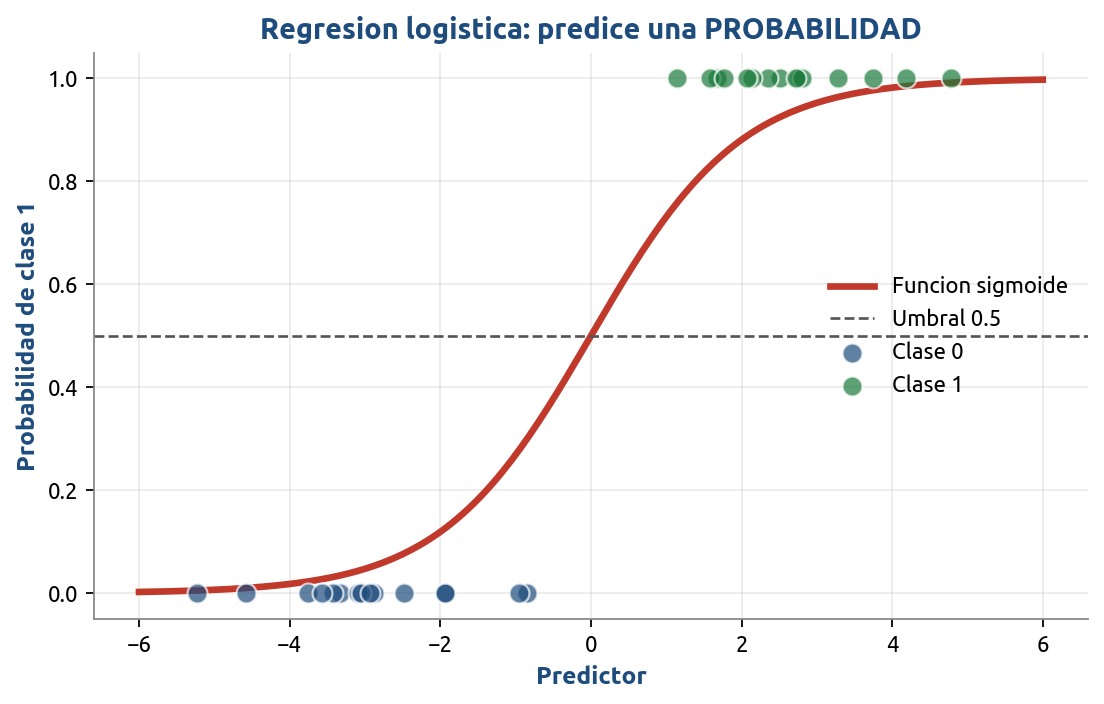 Regresion logistica: predice una PROBABILIDAD
Probabilidad de clase 1
1.0
0.8
0.6
0.4
0.2
0.0
Funcion sigmoide
Umbral 0.5
Clase 0
Clase 1
−6
−4
−2
0
2
4
6
Predictor